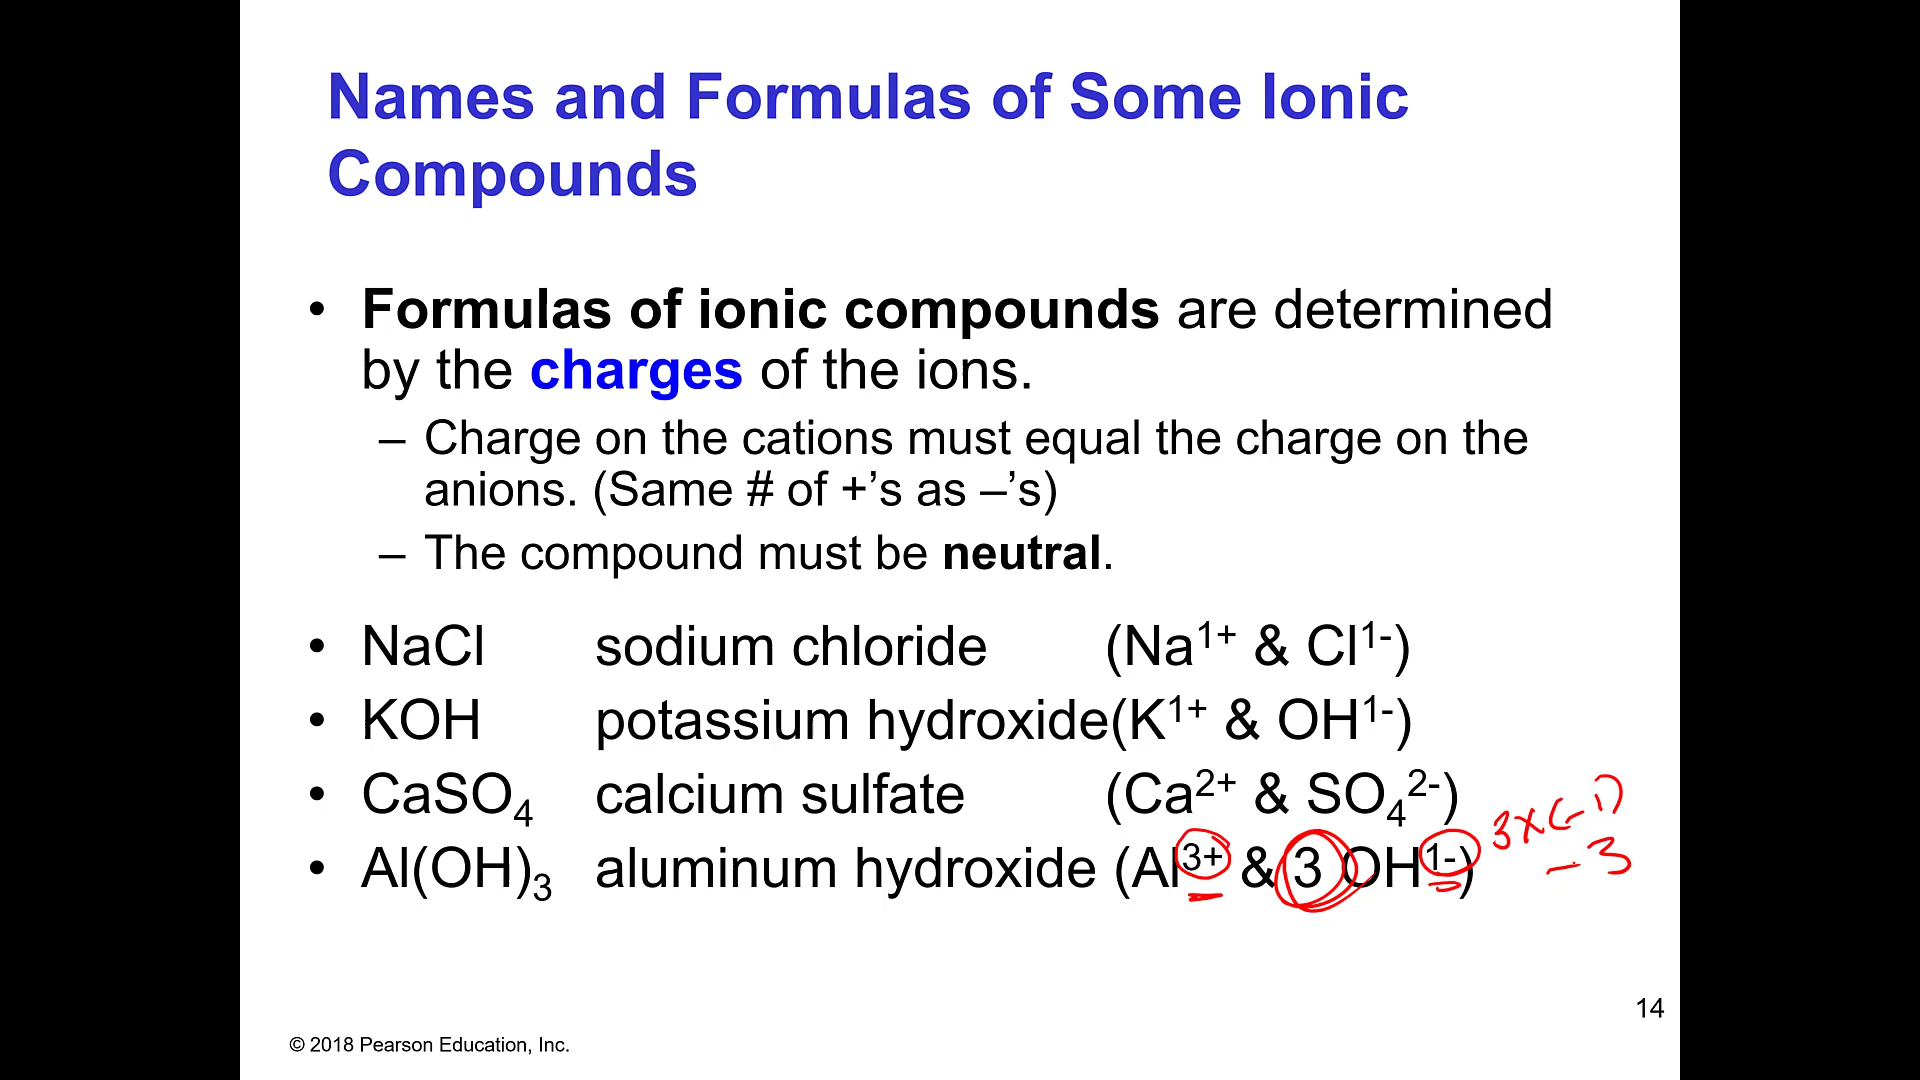 Names and Formulas of Some Ionic
Compounds
• Formulas of ionic compounds are determined
by the charges of the ions.
– Charge on the cations must equal the charge on the
anions. (Same # of +’s as –’s)
– The compound must be neutral.
• NaCl sodium chloride (Na¹⁺ & Cl¹⁻)
• KOH potassium hydroxide(K¹⁺ & OH¹⁻)
• CaSO₄ calcium sulfate (Ca²⁺ & SO₄²⁻)
3x(-1)
• Al(OH)₃ aluminum hydroxide (Al³⁺ & 3 OH¹⁻)
-3
14
© 2018 Pearson Education, Inc.